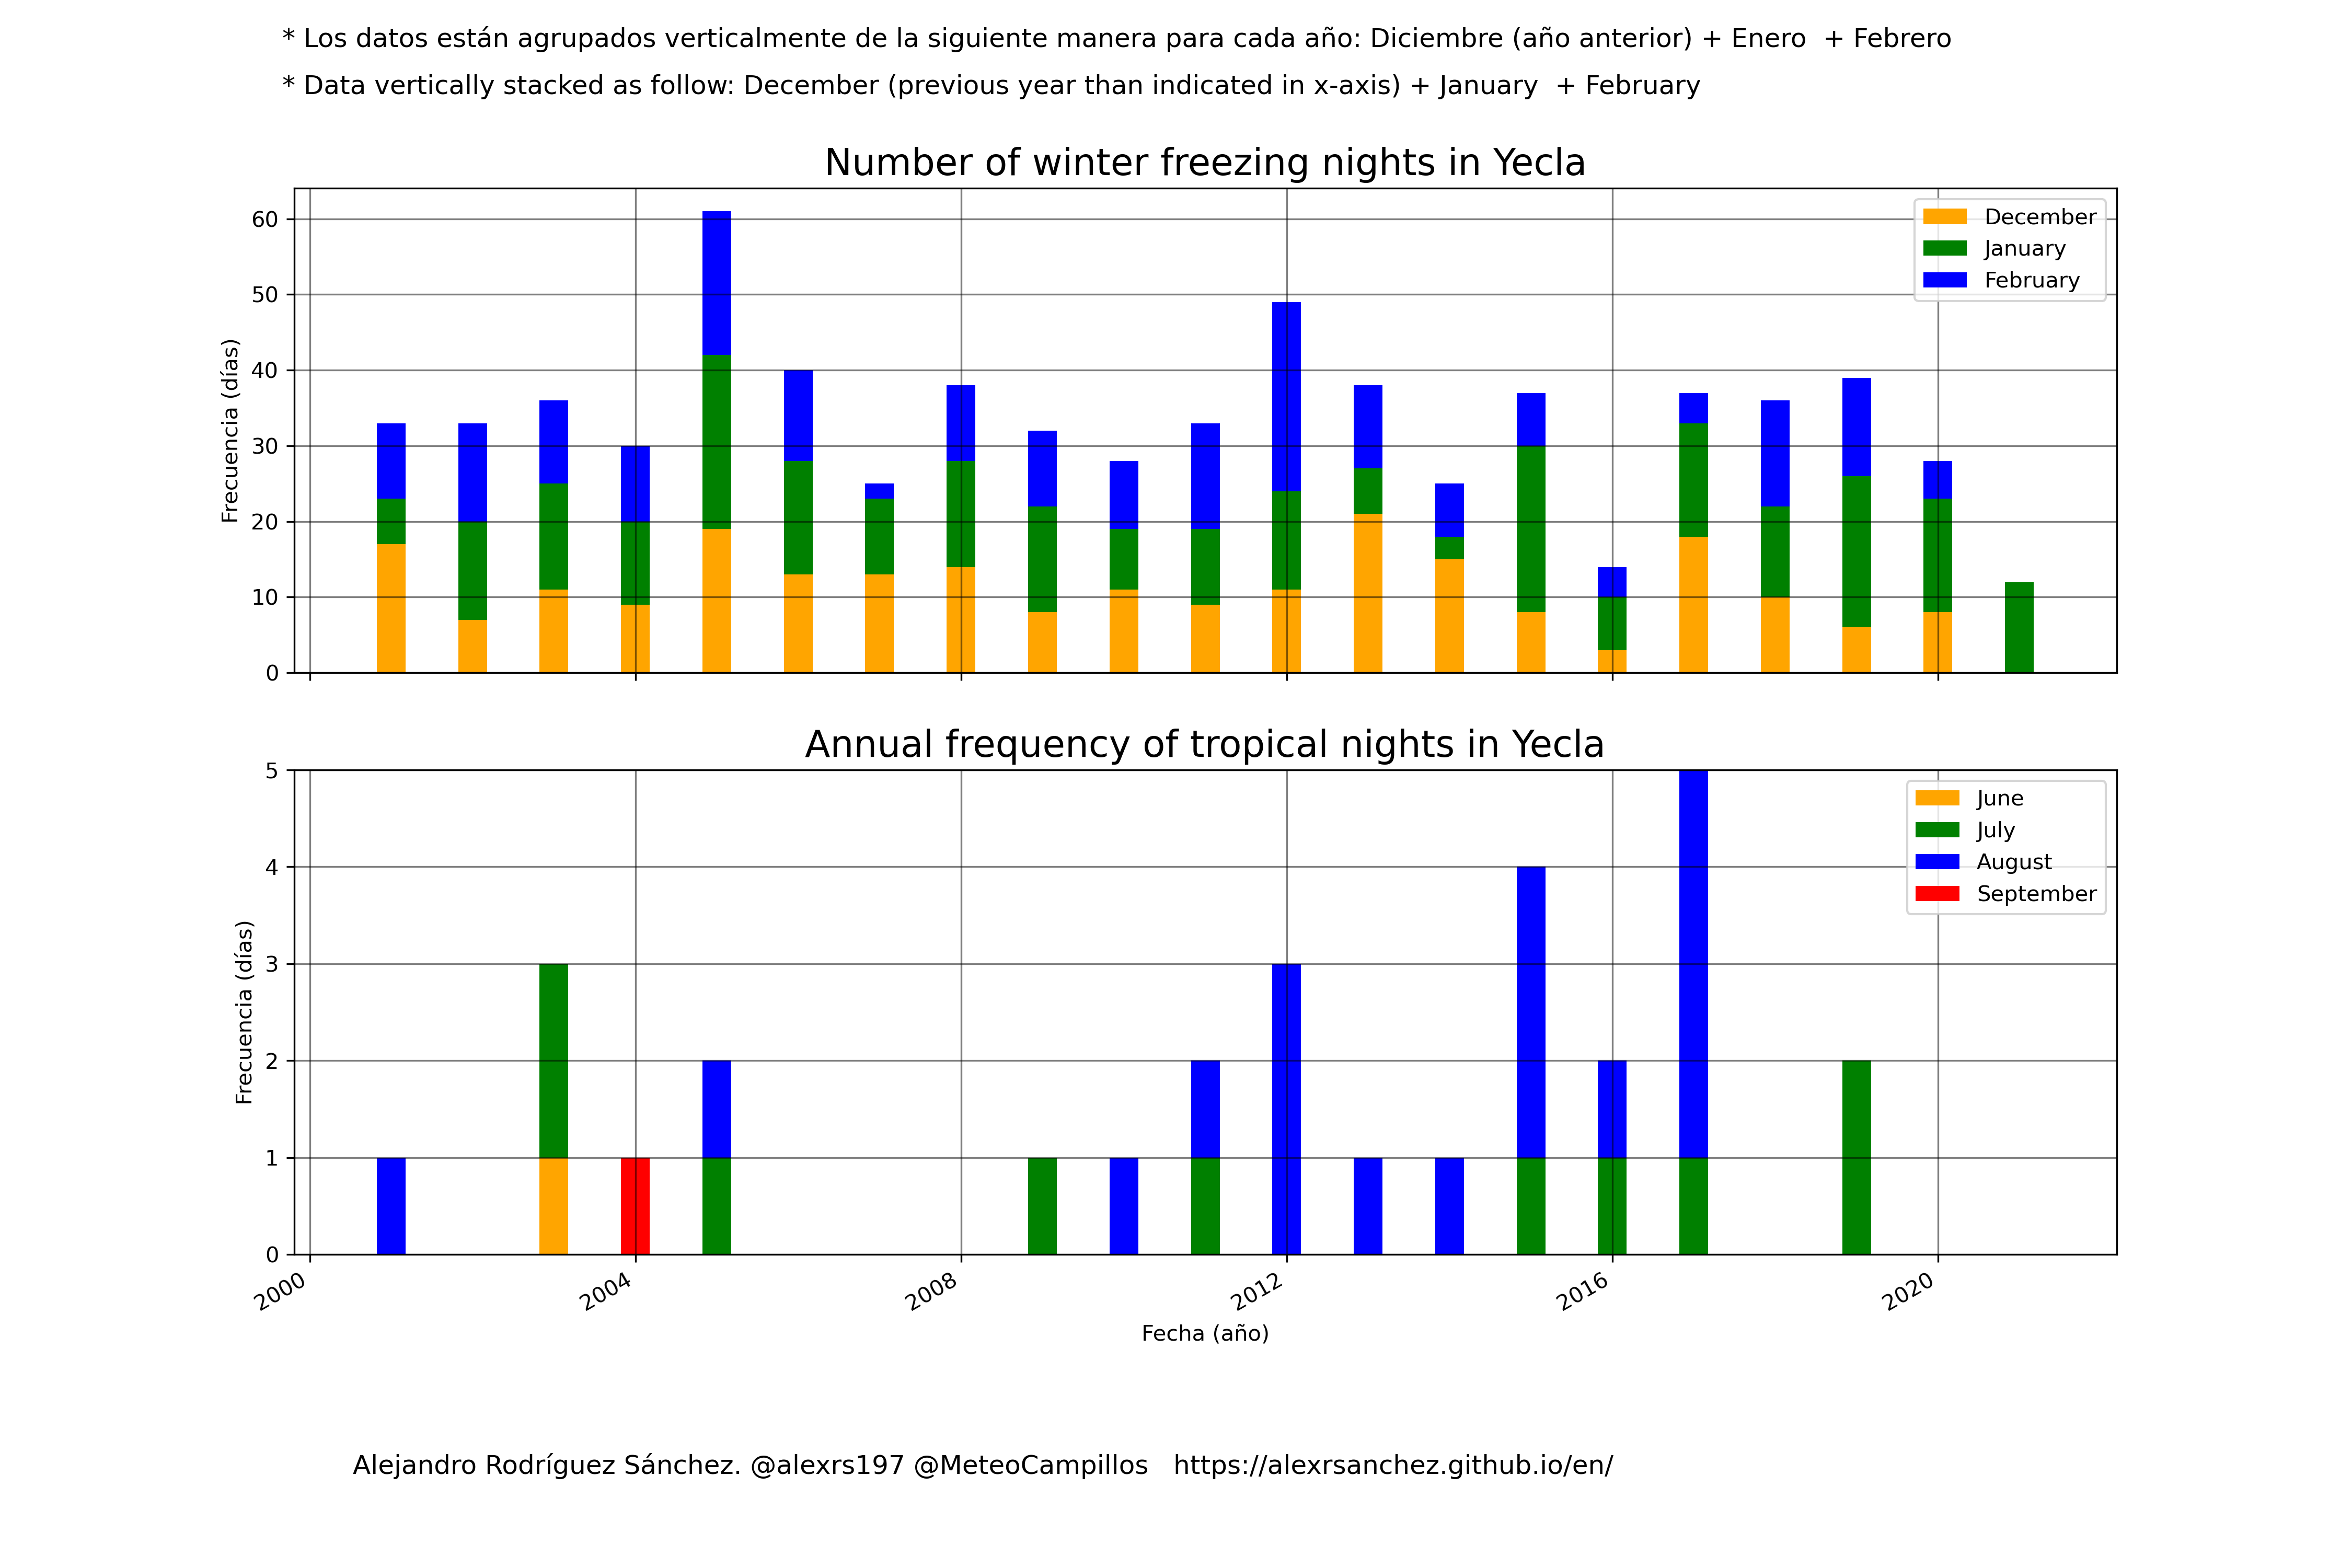 * Los datos están agrupados verticalmente de la siguiente manera para cada año: Diciembre (año anterior) + Enero  + Febrero
* Data vertically stacked as follow: December (previous year than indicated in x-axis) + January  + February
Number of winter freezing nights in Yecla
60
50
40
30
20
10
0
Frecuencia (días)
December
January
February
Annual frequency of tropical nights in Yecla
5
4
3
2
1
0
Frecuencia (días)
June
July
August
September
2000
2004
2008
2012
2016
2020
Fecha (año)
Alejandro Rodríguez Sánchez. @alexrs197 @MeteoCampillos   https://alexrsanchez.github.io/en/